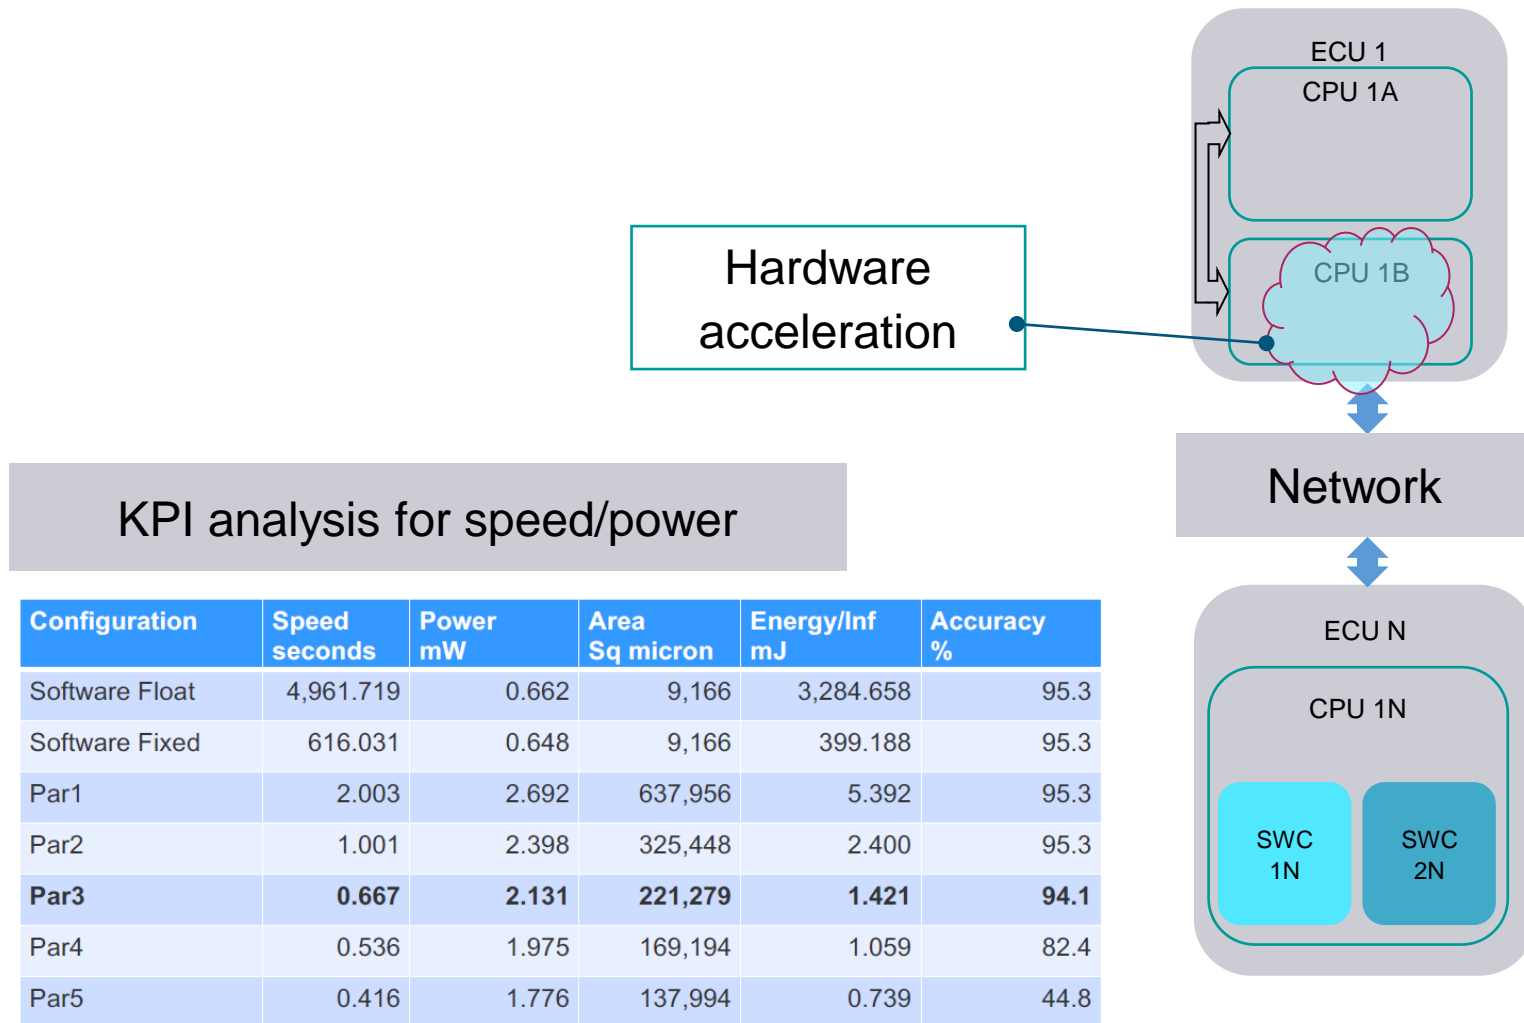 ECU 1
CPU 1A
Hardware
acceleration
CPU 1B
Network
KPI analysis for speed/power
Configuration Speed seconds Power mW Area Sq micron Energy/Inf mJ Accuracy %
Software Float 4,961.719 0.662 9,166 3,284.658 95.3
Software Fixed 616.031 0.648 9,166 399.188 95.3
Par1 2.003 2.692 637,956 5.392 95.3
Par2 1.001 2.398 325,448 2.400 95.3
Par3 0.667 2.131 221,279 1.421 94.1
Par4 0.536 1.975 169,194 1.059 82.4
Par5 0.416 1.776 137,994 0.739 44.8
ECU N
CPU 1N
SWC
1N
SWC
2N